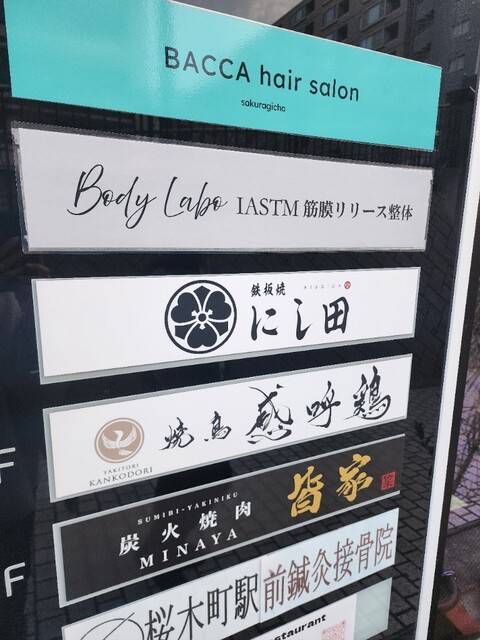 BACCA hair salon
sakuragicho
Body Labo IASTM 筋膜リリース整体
鉄板焼
にし田
焼鳥 感呼鶏
YAKITORI
KANKODORI
SUMIBI-YAKINIKU
炭火焼肉
MINAYA
皆家
F
桜木町駅前鍼灸接骨院
F
staurant